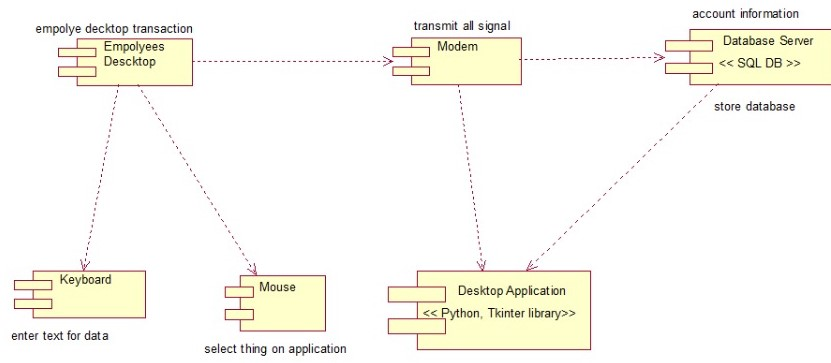 empolye decktop transaction
Empolyees
Descktop
transmit all signal
Modem
account information
Database Server
<< SQL DB >>
store database
Keyboard
enter text for data
Mouse
select thing on application
Desktop Application
<< Python, Tkinter library>>